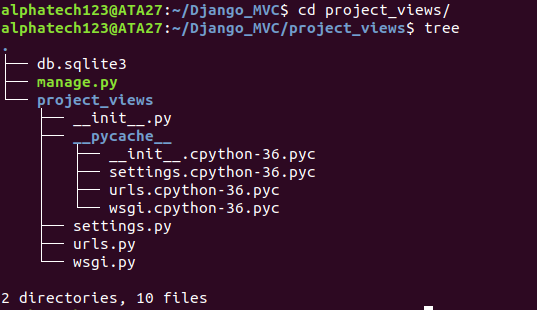 alphatech123@ATA27:~/Django_MVC$ cd project_views/
alphatech123@ATA27:~/Django_MVC/project_views$ tree
.
├── db.sqlite3
├── manage.py
└── project_views
    ├── __init__.py
    ├── __pycache__
    │   ├── __init__.cpython-36.pyc
    │   ├── settings.cpython-36.pyc
    │   ├── urls.cpython-36.pyc
    │   └── wsgi.cpython-36.pyc
    ├── settings.py
    ├── urls.py
    └── wsgi.py
2 directories, 10 files